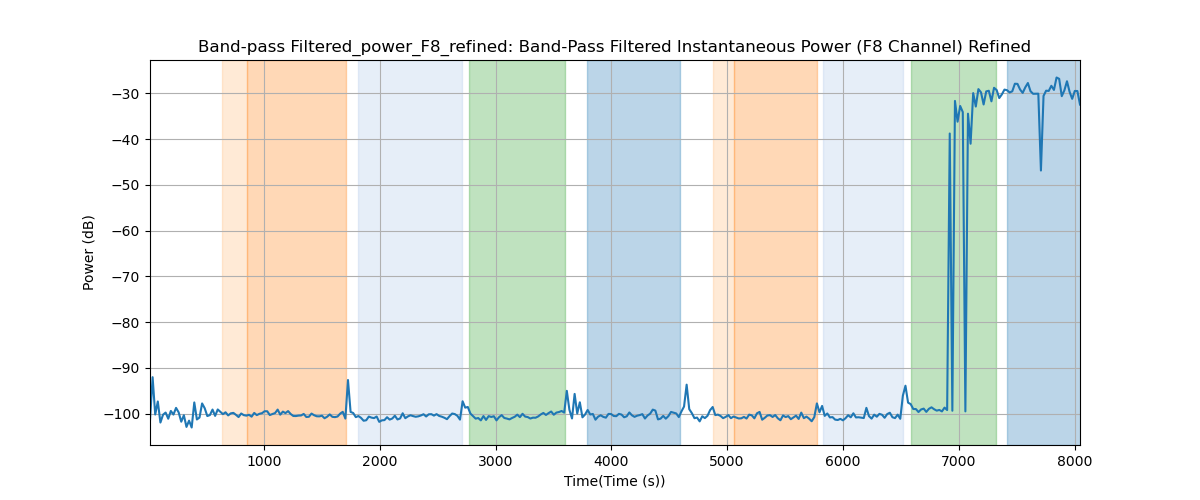 Band-pass Filtered_power_F8_refined: Band-Pass Filtered Instantaneous Power (F8 Channel) Refined
Power (dB)
−30
−40
−50
−60
−70
−80
−90
−100
1000 2000 3000 4000 5000 6000 7000 8000
Time(Time (s))